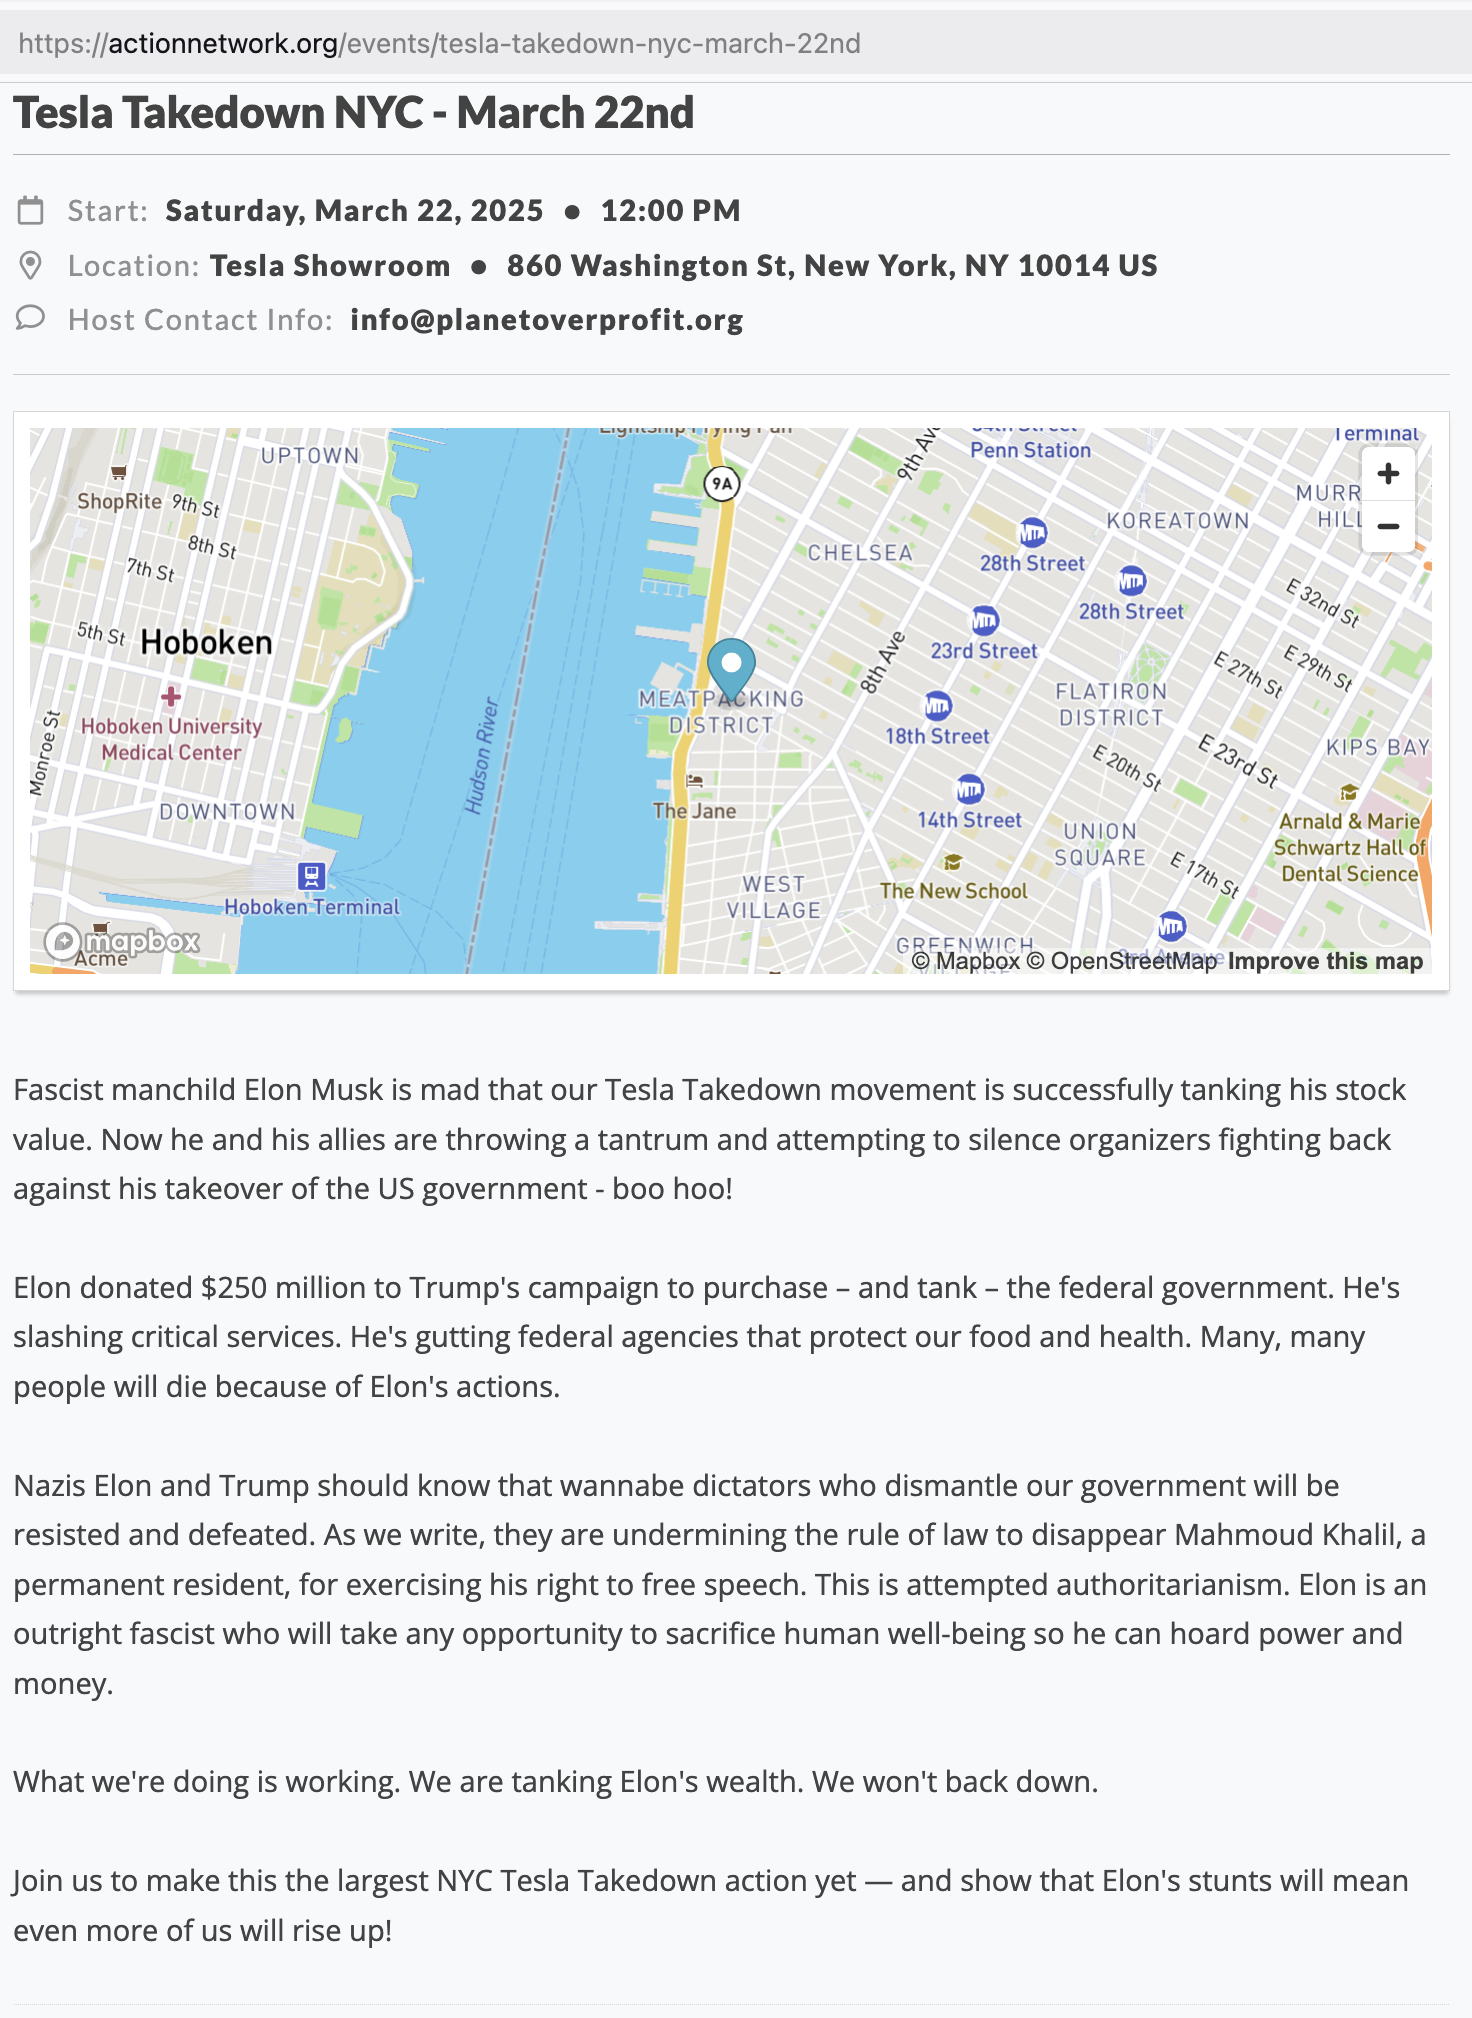 https://actionnetwork.org/events/tesla-takedown-nyc-march-22nd
Tesla Takedown NYC - March 22nd
Start: Saturday, March 22, 2025 ● 12:00 PM
Location: Tesla Showroom ● 860 Washington St, New York, NY 10014 US
Host Contact Info: info@planetoverprofit.org
Lightship Frying Pan
34th Street
Penn Station
Terminal
UPTOWN
9A
9th Ave
+
ShopRite
9th St
MURR
HILL
−
8th St
KOREATOWN
7th St
CHELSEA
28th Street
28th Street
E 32nd St
5th St
Hoboken
23rd Street
8th Ave
E 27th St
E 29th St
MEATPACKING
DISTRICT
FLATIRON
DISTRICT
Hoboken University
Medical Center
Monroe St
Hudson River
18th Street
E 20th St
E 23rd St
KIPS BAY
DOWNTOWN
The Jane
14th Street
UNION
SQUARE
Arnald & Marie
Schwartz Hall of
Dental Science
E 17th St
WEST
VILLAGE
The New School
Hoboken Terminal
mapbox
Acme
GREENWICH
VILLAGE
3rd Avenue
© Mapbox © OpenStreetMap Improve this map
MTA
MTA
MTA
MTA
MTA
MTA
Fascist manchild Elon Musk is mad that our Tesla Takedown movement is successfully tanking his stock
value. Now he and his allies are throwing a tantrum and attempting to silence organizers fighting back
against his takeover of the US government - boo hoo!
Elon donated $250 million to Trump's campaign to purchase – and tank – the federal government. He's
slashing critical services. He's gutting federal agencies that protect our food and health. Many, many
people will die because of Elon's actions.
Nazis Elon and Trump should know that wannabe dictators who dismantle our government will be
resisted and defeated. As we write, they are undermining the rule of law to disappear Mahmoud Khalil, a
permanent resident, for exercising his right to free speech. This is attempted authoritarianism. Elon is an
outright fascist who will take any opportunity to sacrifice human well-being so he can hoard power and
money.
What we're doing is working. We are tanking Elon's wealth. We won't back down.
Join us to make this the largest NYC Tesla Takedown action yet — and show that Elon's stunts will mean
even more of us will rise up!